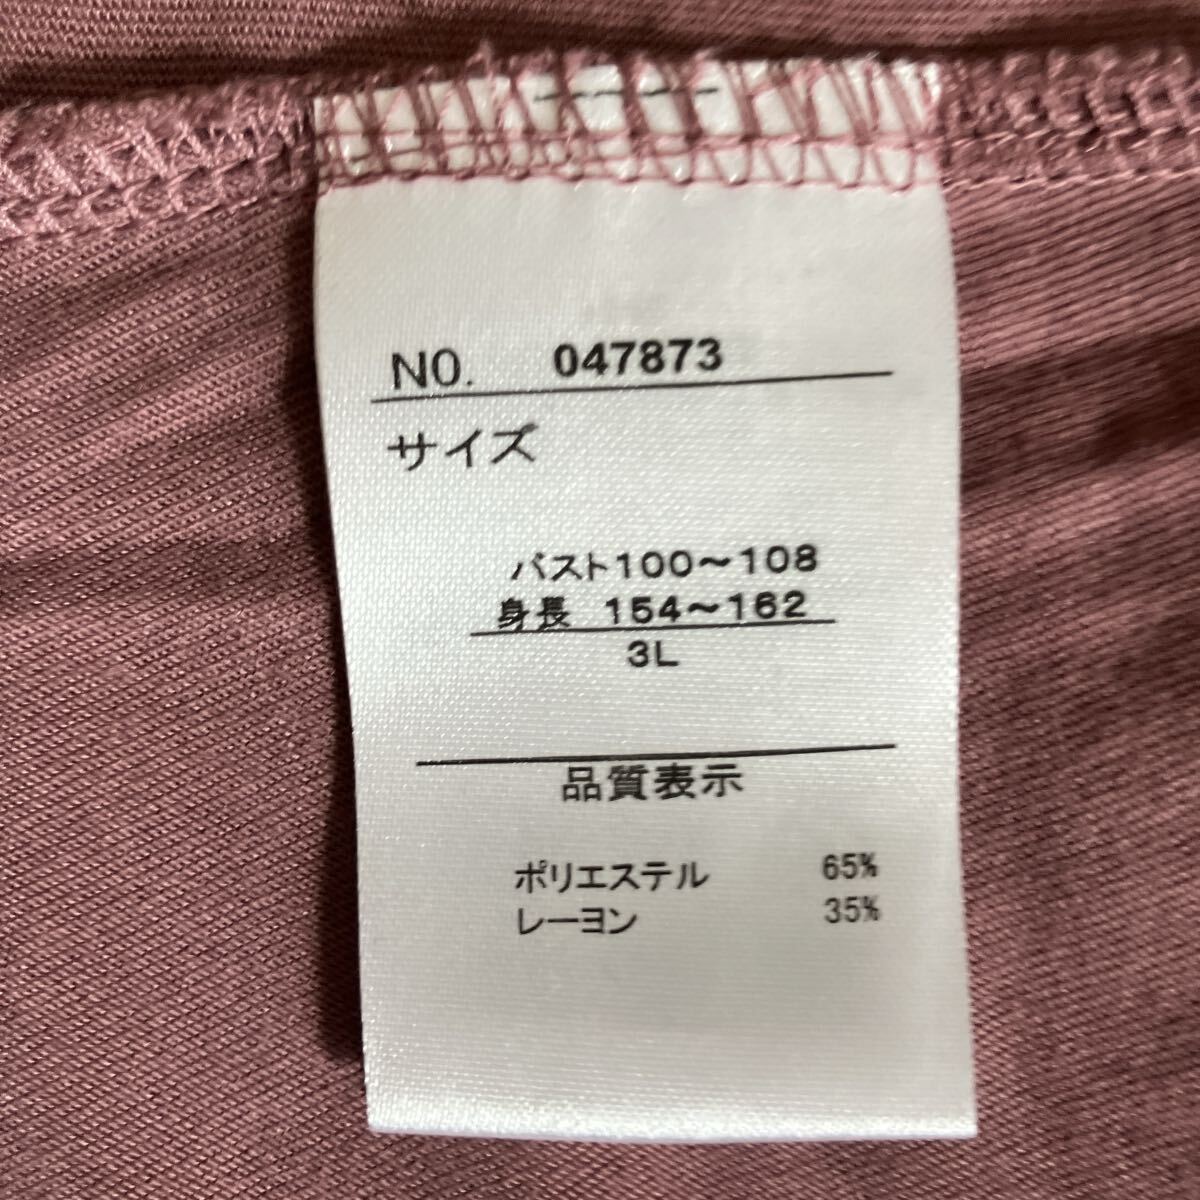 NO. 047873
サイズ
バスト100～108
身長 154～162
3L
品質表示
ポリエステル 65%
レーヨン 35%